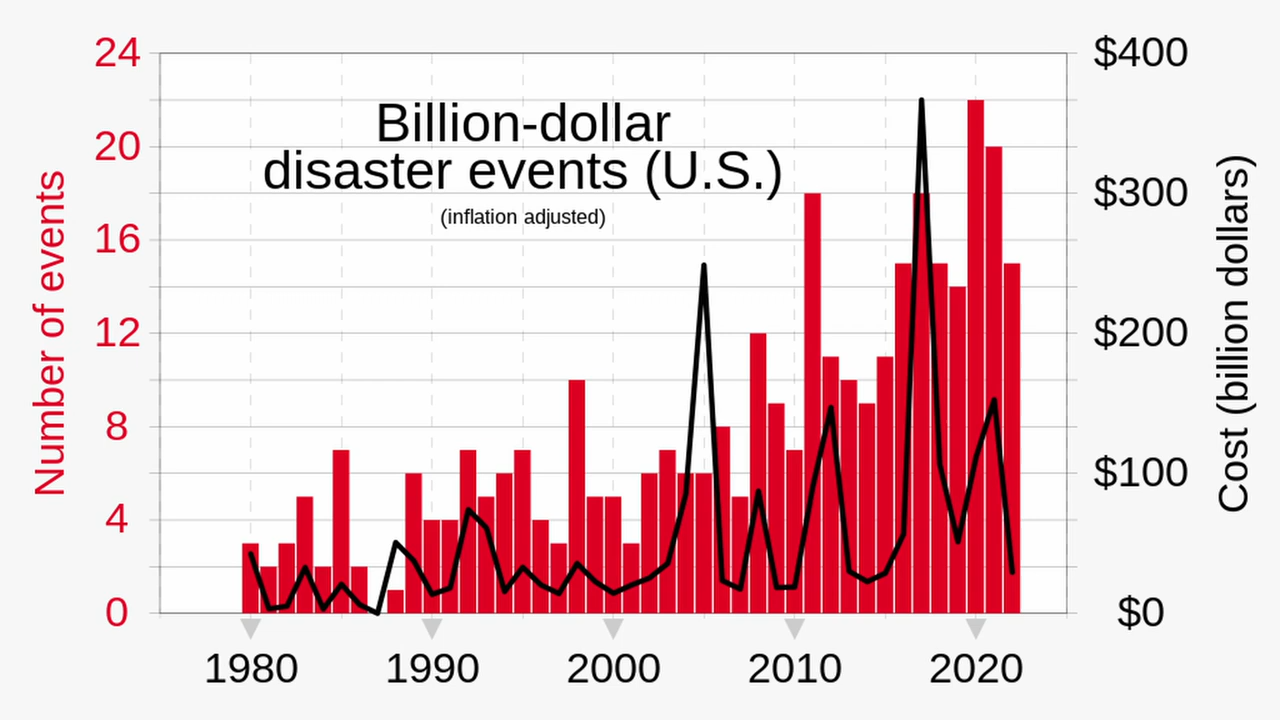 Billion-dollar
disaster events (U.S.)
(inflation adjusted)
Number of events
24
20
16
12
8
4
0
Cost (billion dollars)
$400
$300
$200
$100
$0
1980 1990 2000 2010 2020